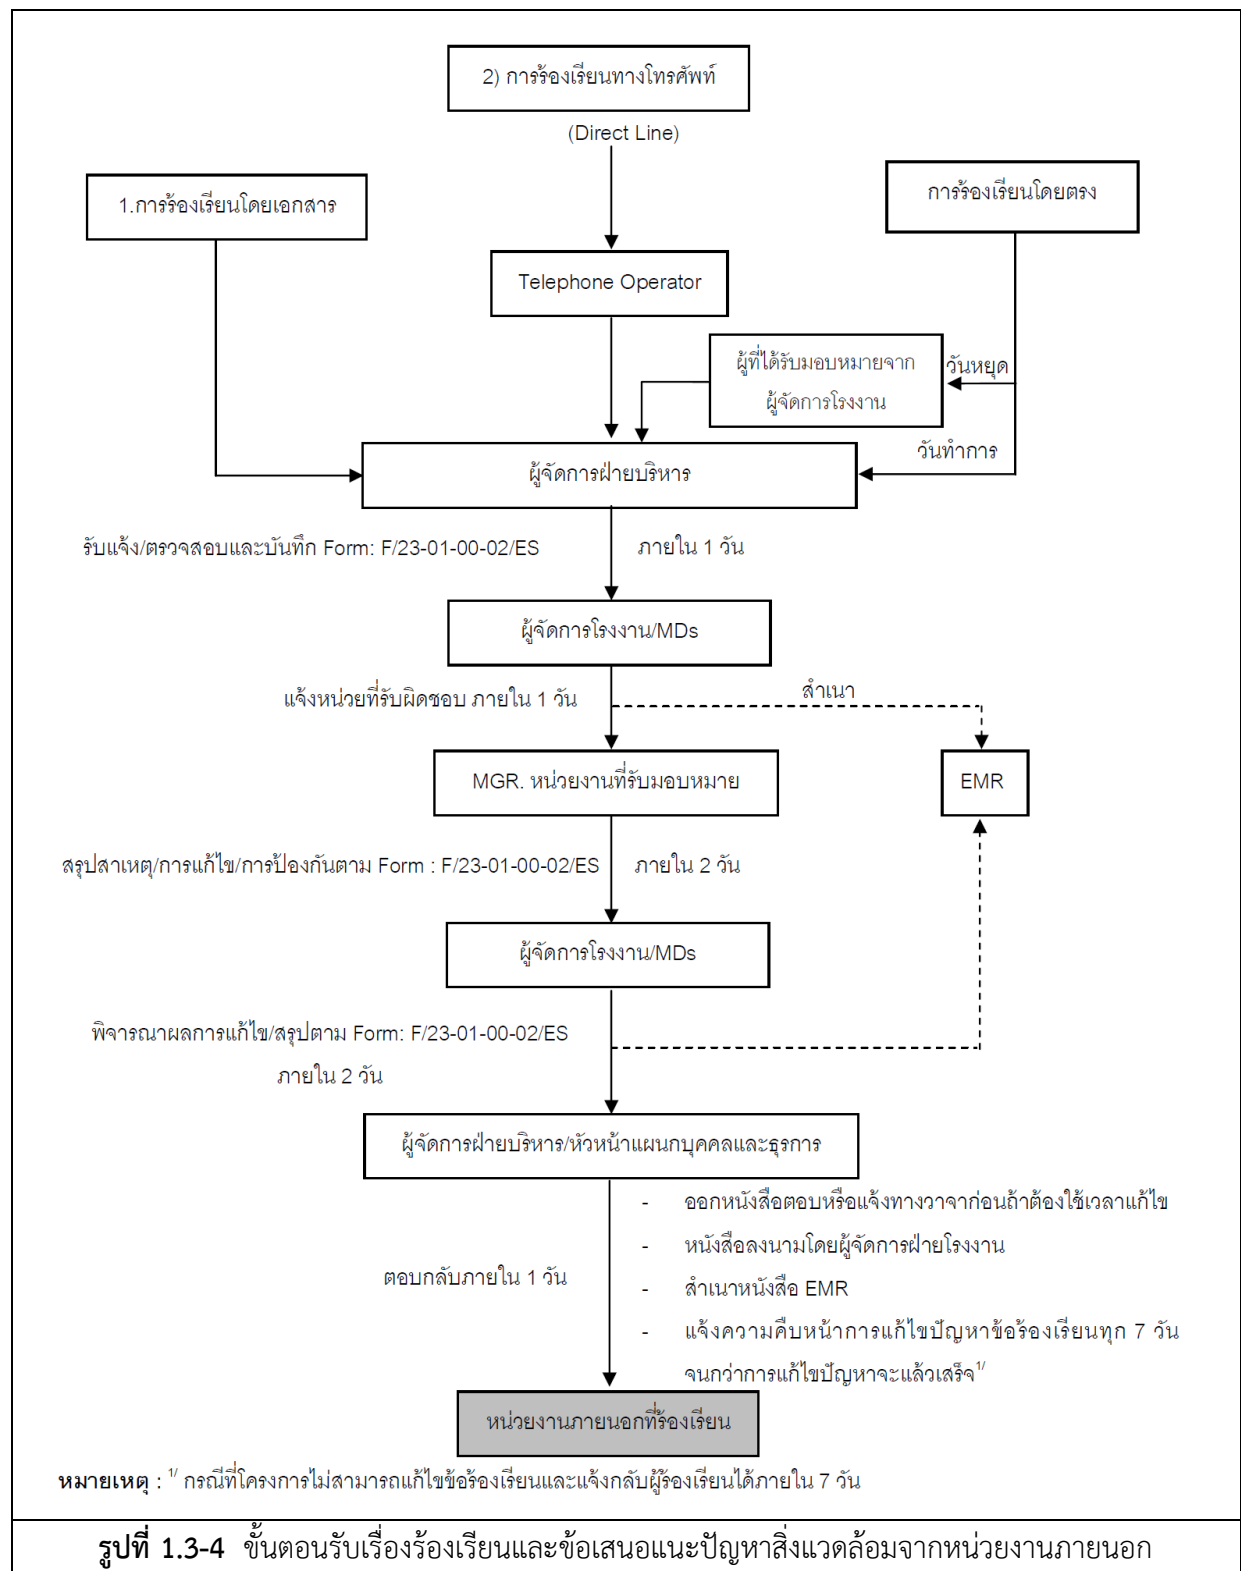 2) การร้องเรียนทางโทรศัพท์
(Direct Line)
1.การร้องเรียนโดยเอกสาร
การร้องเรียนโดยตรง
Telephone Operator
ผู้ที่ได้รับมอบหมายจาก
ผู้จัดการโรงงาน
วันหยุด
วันทำการ
ผู้จัดการฝ่ายบริหาร
รับแจ้ง/ตรวจสอบและบันทึก Form: F/23-01-00-02/ES
ภายใน 1 วัน
ผู้จัดการโรงงาน/MDs
แจ้งหน่วยที่รับผิดชอบ ภายใน 1 วัน
สำเนา
MGR. หน่วยงานที่รับมอบหมาย
EMR
สรุปสาเหตุ/การแก้ไข/การป้องกันตาม Form : F/23-01-00-02/ES
ภายใน 2 วัน
ผู้จัดการโรงงาน/MDs
พิจารณาผลการแก้ไข/สรุปตาม Form: F/23-01-00-02/ES
ภายใน 2 วัน
ผู้จัดการฝ่ายบริหาร/หัวหน้าแผนกบุคคลและธุรการ
ตอบกลับภายใน 1 วัน
- ออกหนังสือตอบหรือแจ้งทางวาจาก่อนถ้าต้องใช้เวลาแก้ไข
- หนังสือลงนามโดยผู้จัดการฝ่ายโรงงาน
- สำเนาหนังสือ EMR
- แจ้งความคืบหน้าการแก้ไขปัญหาข้อร้องเรียนทุก 7 วัน
จนกว่าการแก้ไขปัญหาจะแล้วเสร็จ1/
หน่วยงานภายนอกที่ร้องเรียน
หมายเหตุ : 1/ กรณีที่โครงการไม่สามารถแก้ไขข้อร้องเรียนและแจ้งกลับผู้ร้องเรียนได้ภายใน 7 วัน
รูปที่ 1.3-4 ขั้นตอนรับเรื่องร้องเรียนและข้อเสนอแนะปัญหาสิ่งแวดล้อมจากหน่วยงานภายนอก